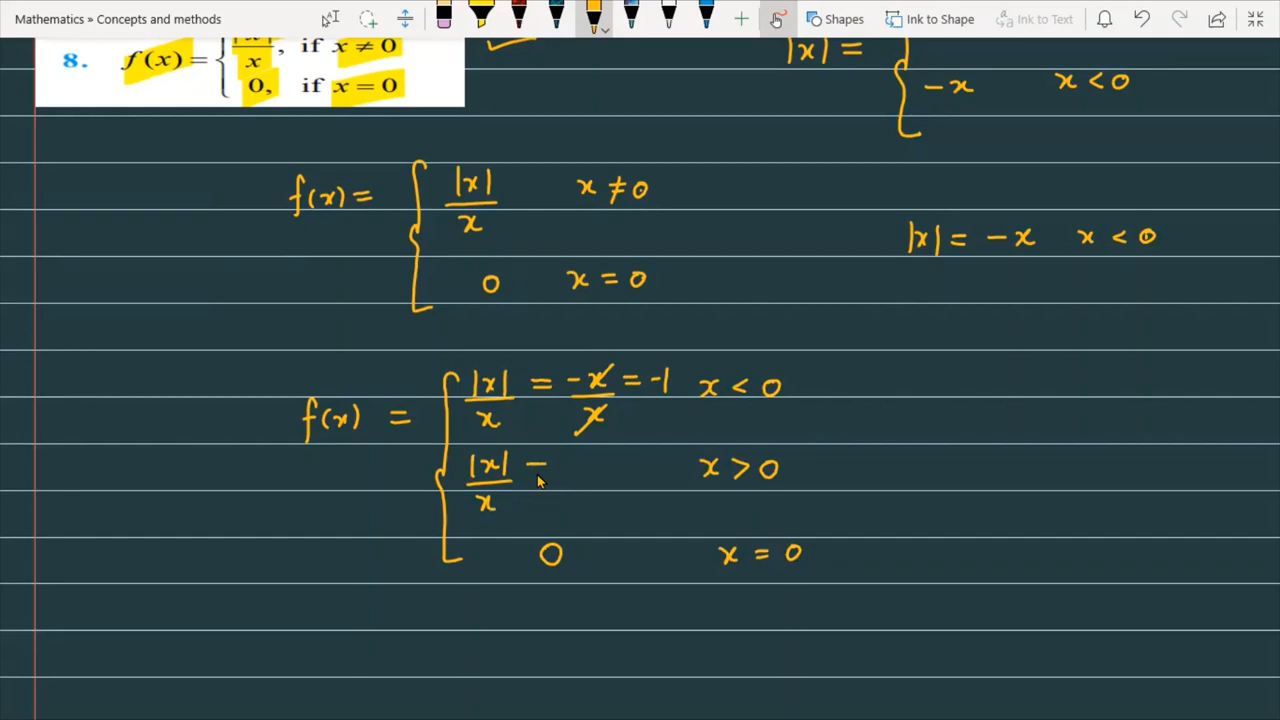 Mathematics » Concepts and methods
Shapes
Ink to Shape
Ink to Text
8. f(x) = { |x|/x, if x ≠ 0
0, if x = 0
|x| = {
-x x < 0
f(x) = { |x|/x x ≠ 0
0 x = 0
|x| = -x x < 0
f(x) = { |x|/x = -x/x = -1 x < 0
|x|/x - x > 0
0 x = 0